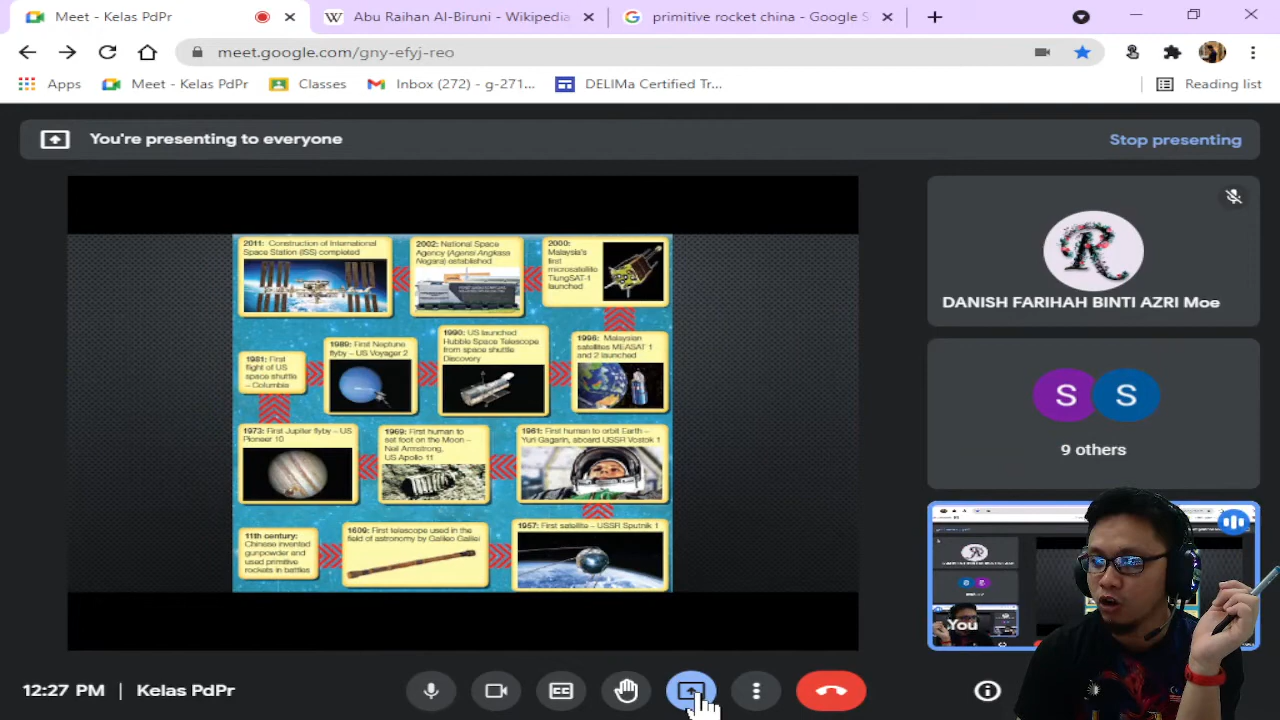 Meet - Kelas PdPr
Abu Raihan Al-Biruni - Wikipedia
primitive rocket china - Google S
meet.google.com/gny-efyj-reo
Apps
Meet - Kelas PdPr
Classes
Inbox (272) - g-271...
DELIMa Certified Tr...
Reading list
You're presenting to everyone
Stop presenting
2011: Construction of International
Space Station (ISS) completed
2002: National Space
Agency (Agensi Angkasa
Negara) established
2000:
Malaysia's
first
microsatellite
TiungSAT-1
launched
1981: First
flight of US
space shuttle
– Columbia
1989: First Neptune
flyby – US Voyager 2
1990: US launched
Hubble Space Telescope
from space shuttle
Discovery
1996: Malaysian
satellites MEASAT 1
and 2 launched
1973: First Jupiter flyby – US
Pioneer 10
1969: First human to
set foot on the Moon –
Neil Armstrong,
US Apollo 11
1961: First human to orbit Earth –
Yuri Gagarin, aboard USSR Vostok 1
11th century:
Chinese invented
gunpowder and
used primitive
rockets in battles
1609: First telescope used in the
field of astronomy by Galileo Galilei
1957: First satellite – USSR Sputnik 1
R
DANISH FARIHAH BINTI AZRI Moe
S S
9 others
You
12:27 PM | Kelas PdPr